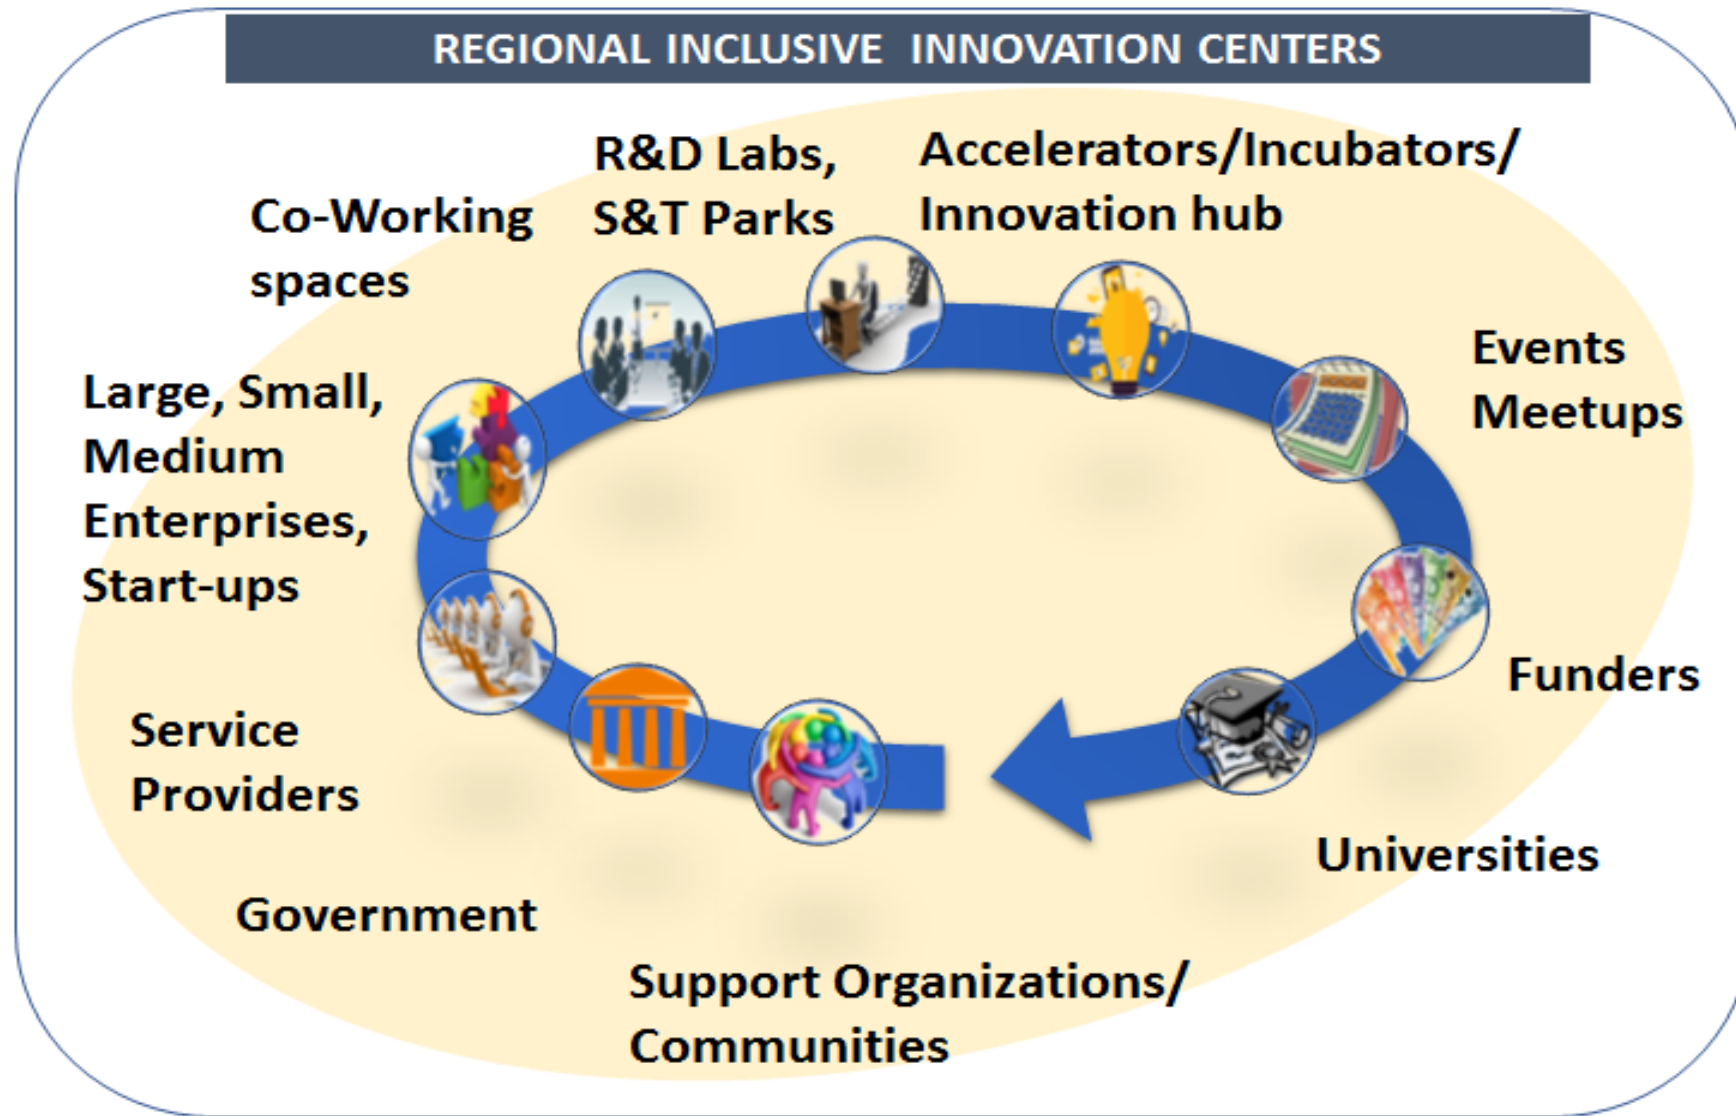 REGIONAL INCLUSIVE INNOVATION CENTERS
R&D Labs,
S&T Parks
Accelerators/Incubators/
Innovation hub
Co-Working
spaces
Events
Meetups
Large, Small,
Medium
Enterprises,
Start-ups
Funders
Service
Providers
Universities
Government
Support Organizations/
Communities